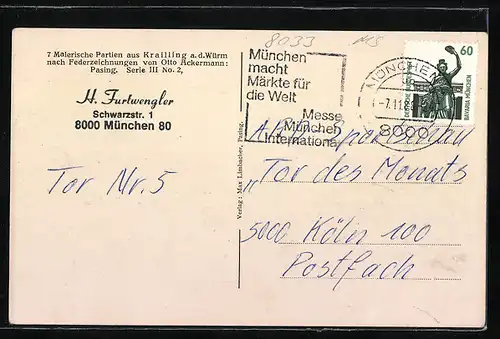 8033 MS
7 Malerische Partien aus Krailling a.d.Würm
nach Federzeichnungen von Otto Ackermann:
Pasing. Serie III No. 2,
H. Furtwengler
Schwarzstr. 1
8000 München 80
Tor Nr. 5
Verlag: Max Limbacher, Pasing.
München
macht
Märkte für
die Welt
Messe
München
International
MÜNCHEN
8000
60
BAVARIA MÜNCHEN
"Tor des Monats
5000 Köln 100
Postfach